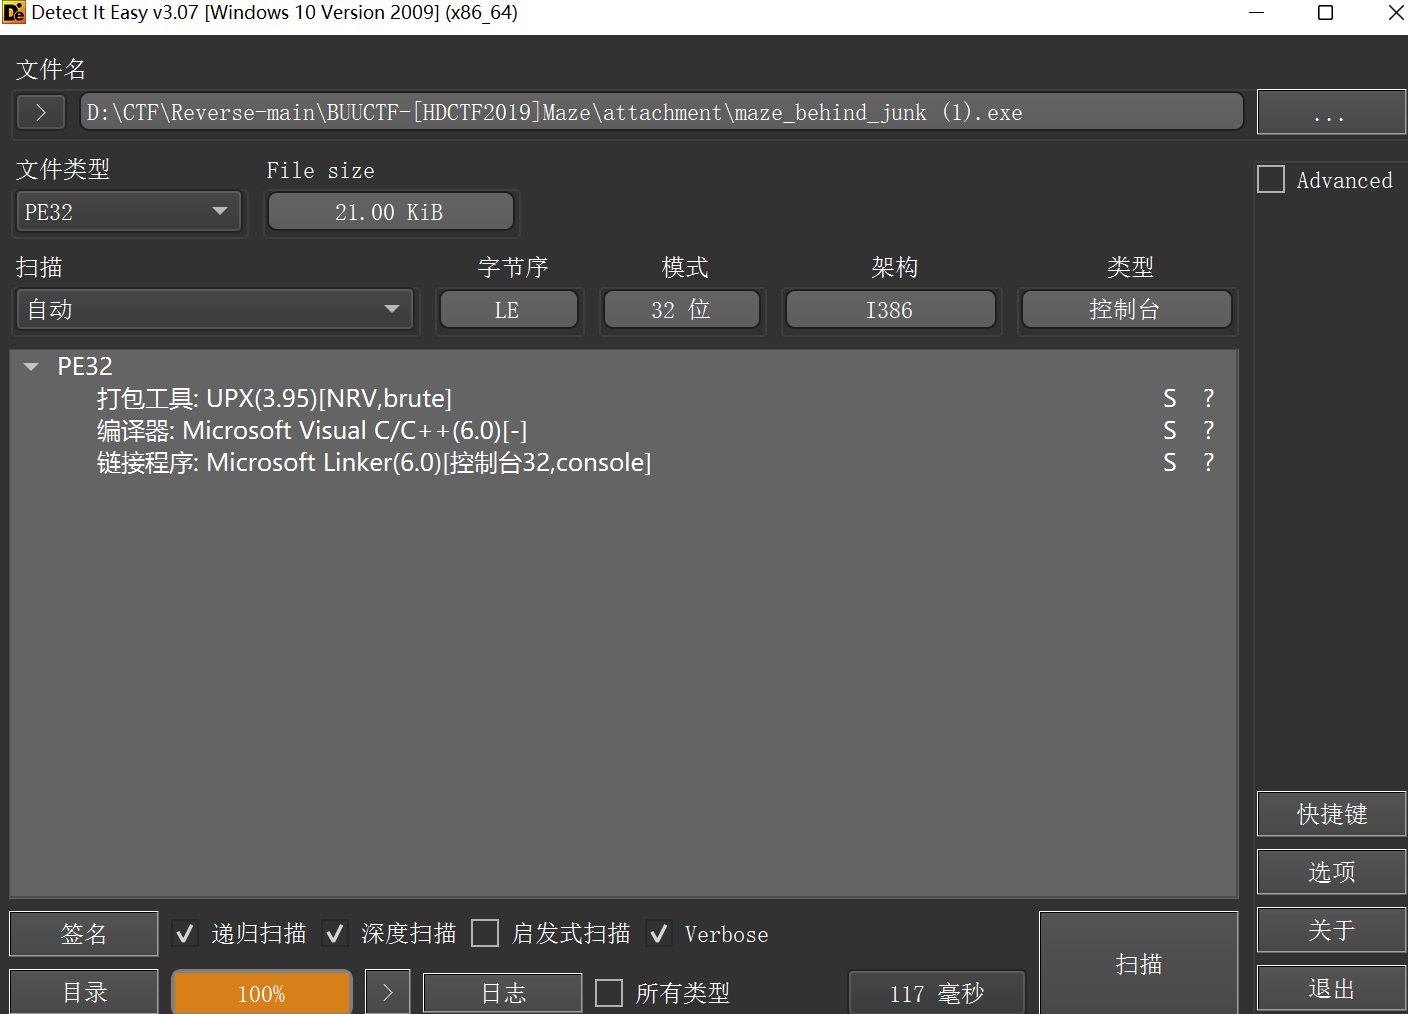 Detect It Easy v3.07 [Windows 10 Version 2009] (x86_64)
文件名
> D:\CTF\Reverse-main\BUUCTF-[HDCTF2019]Maze\attachment\maze_behind_junk (1).exe ...
文件类型 File size
PE32 21.00 KiB Advanced
扫描 字节序 模式 架构 类型
自动 LE 32 位 I386 控制台
PE32
打包工具: UPX(3.95)[NRV,brute] S ?
编译器: Microsoft Visual C/C++(6.0)[-] S ?
链接程序: Microsoft Linker(6.0)[控制台32,console] S ?
快捷键
选项
签名 递归扫描 深度扫描 启发式扫描 Verbose 扫描 关于
目录 100% > 日志 所有类型 117 毫秒 退出